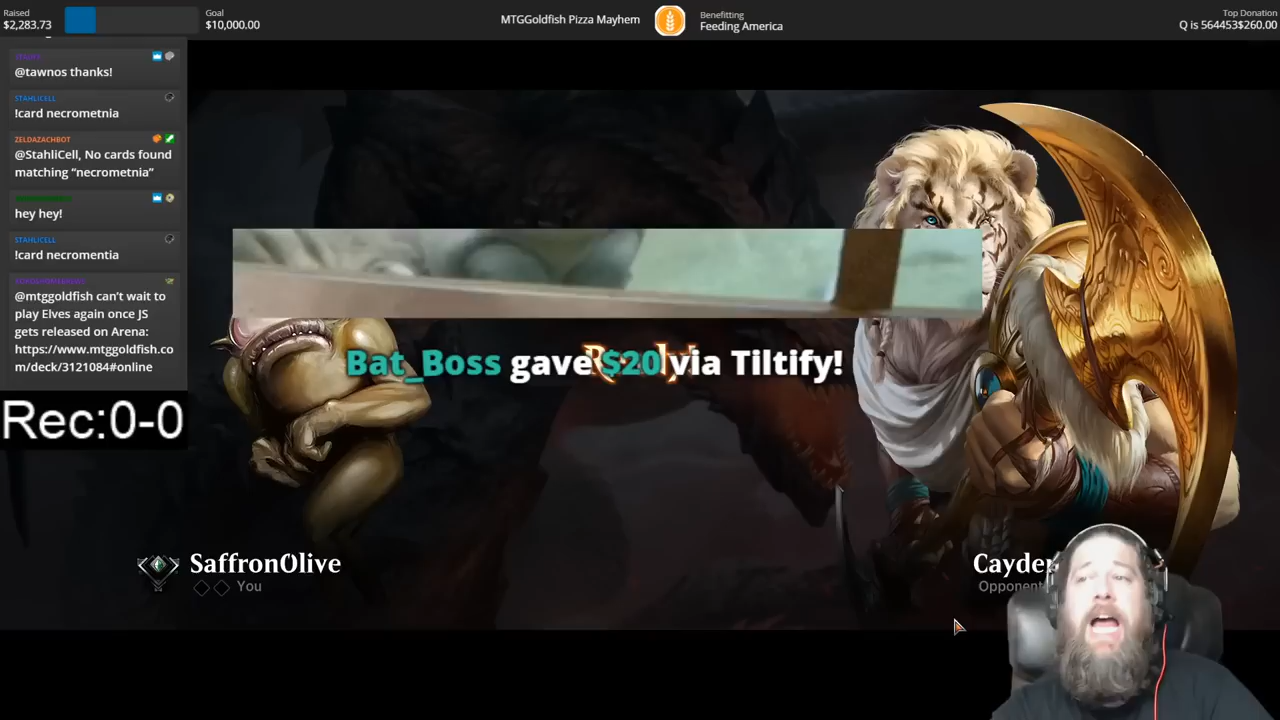 Raised
$2,283.73
Goal
$10,000.00
MTGGoldfish Pizza Mayhem
Benefitting
Feeding America
Top Donation
Q is 564453$260.00
@tawnos thanks!
STAHLICELL
!card necrometnia
ZELDAZACHBOT
@StahliCell, No cards found
matching “necrometnia”
hey hey!
STAHLICELL
!card necromentia
@mtggoldfish can’t wait to
play Elves again once JS
gets released on Arena:
https://www.mtggoldfish.co
m/deck/3121084#online
Rec:0-0
Bat_Boss gave $20 via Tiltify!
SaffronOlive
You
Cayder
Opponent